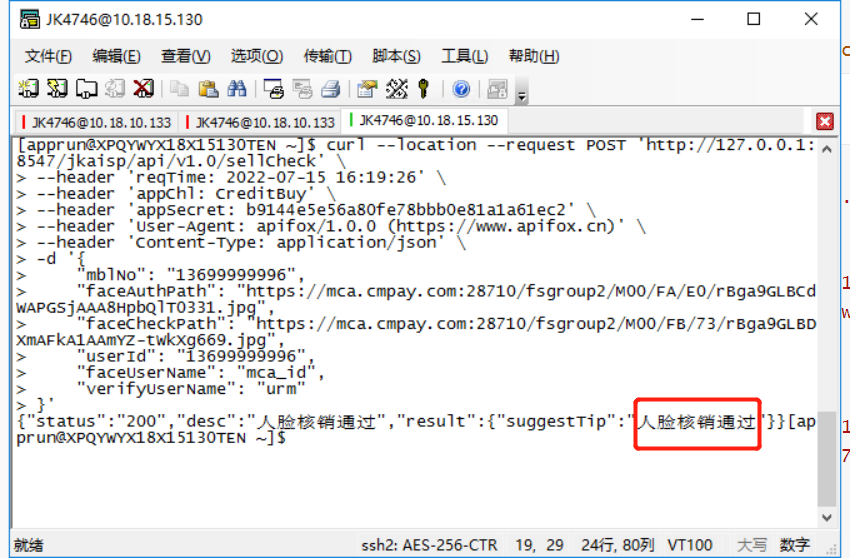 JK4746@10.18.15.130
文件(F) 编辑(E) 查看(V) 选项(O) 传输(T) 脚本(S) 工具(L) 帮助(H)
JK4746@10.18.10.133 JK4746@10.18.10.133 JK4746@10.18.15.130
[apprun@XPQYWYX18X15130TEN ~]$ curl --location --request POST 'http://127.0.0.1:
8547/jkaisp/api/v1.0/sellCheck' \
> --header 'reqTime: 2022-07-15 16:19:26' \
> --header 'appChl: CreditBuy' \
> --header 'appSecret: b9144e5e56a80fe78bbb0e81a1a61ec2' \
> --header 'User-Agent: apifox/1.0.0 (https://www.apifox.cn)' \
> --header 'Content-Type: application/json' \
> -d '{
>     "mblNo": "13699999996",
>     "faceAuthPath": "https://mca.cmpay.com:28710/fsgroup2/M00/FA/E0/rBga9GLBCd
WAPGSjAAA8HpbQlTO331.jpg",
>     "faceCheckPath": "https://mca.cmpay.com:28710/fsgroup2/M00/FB/73/rBga9GLBD
XmAFkA1AAmYZ-tWkXg669.jpg",
>     "userId": "13699999996",
>     "faceUserName": "mca_id",
>     "verifyUserName": "urm"
> }'
{"status":"200","desc":"人脸核销通过","result":{"suggestTip":"人脸核销通过"}}[ap
prun@XPQYWYX18X15130TEN ~]$
就绪 ssh2: AES-256-CTR 19, 29 24行, 80列 VT100 大写 数字